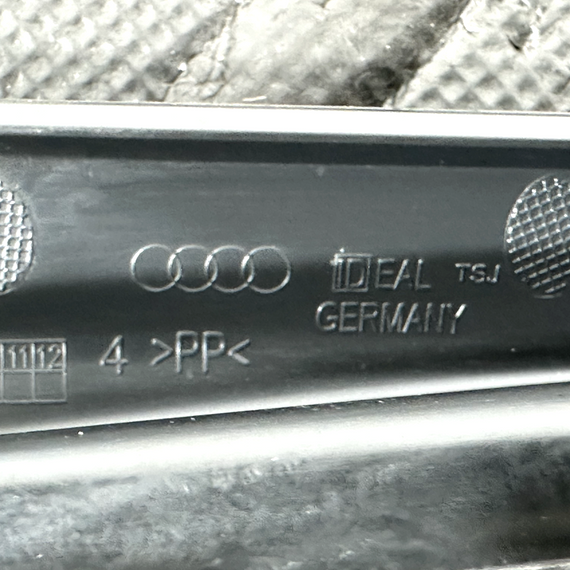 IDEAL TSJ
GERMANY
11 12 4 >PP<